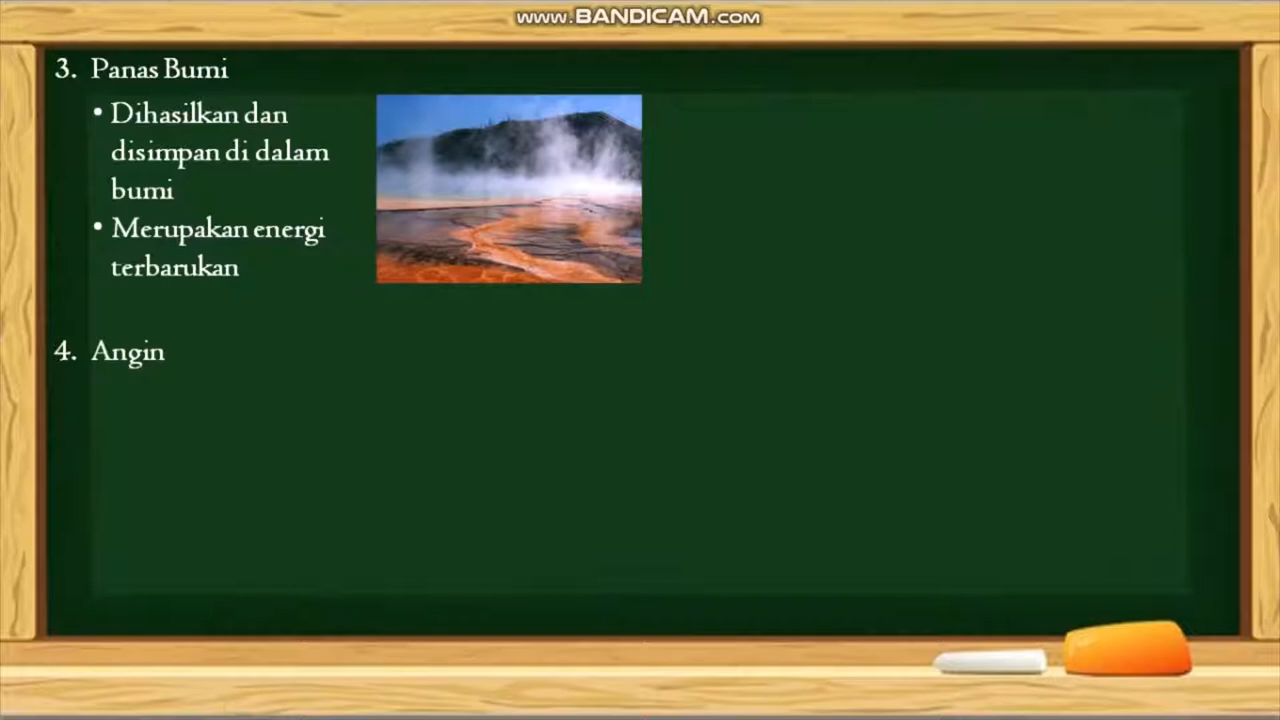 www.BANDICAM.com
3. Panas Bumi
• Dihasilkan dan
disimpan di dalam
bumi
• Merupakan energi
terbarukan
4. Angin